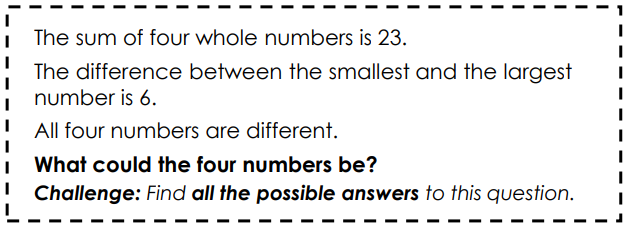 The sum of four whole numbers is 23.
The difference between the smallest and the largest
number is 6.
All four numbers are different.
What could the four numbers be?
Challenge: Find all the possible answers to this question.